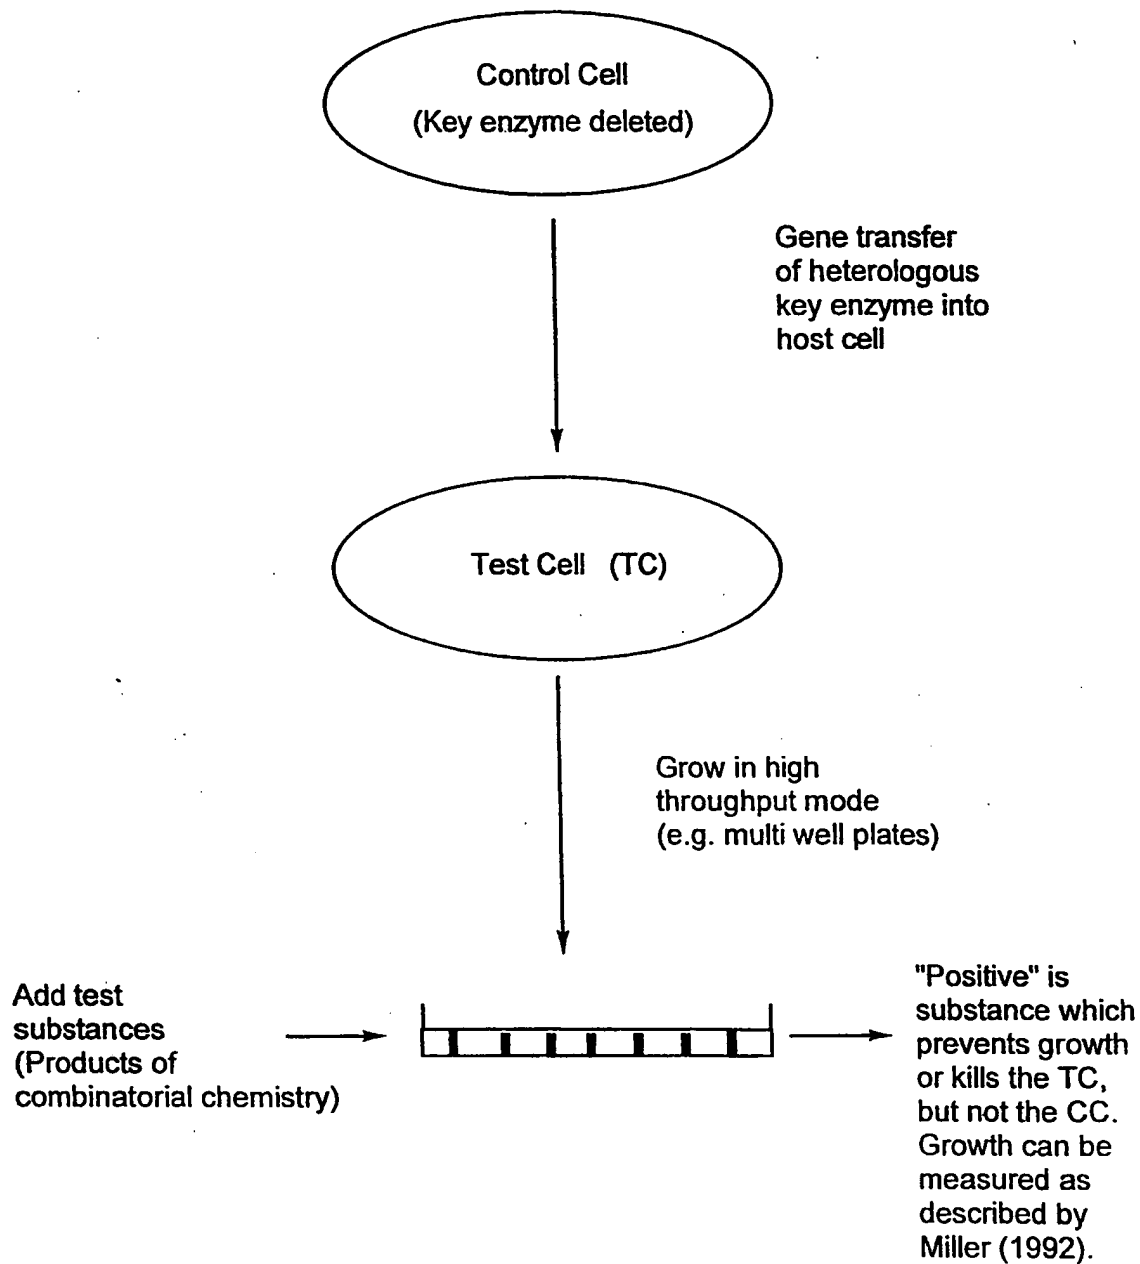 Control Cell
(Key enzyme deleted)
Gene transfer
of heterologous
key enzyme into
host cell
Test Cell (TC)
Grow in high
throughput mode
(e.g. multi well plates)
Add test
substances
(Products of
combinatorial chemistry)
"Positive" is
substance which
prevents growth
or kills the TC,
but not the CC.
Growth can be
measured as
described by
Miller (1992).